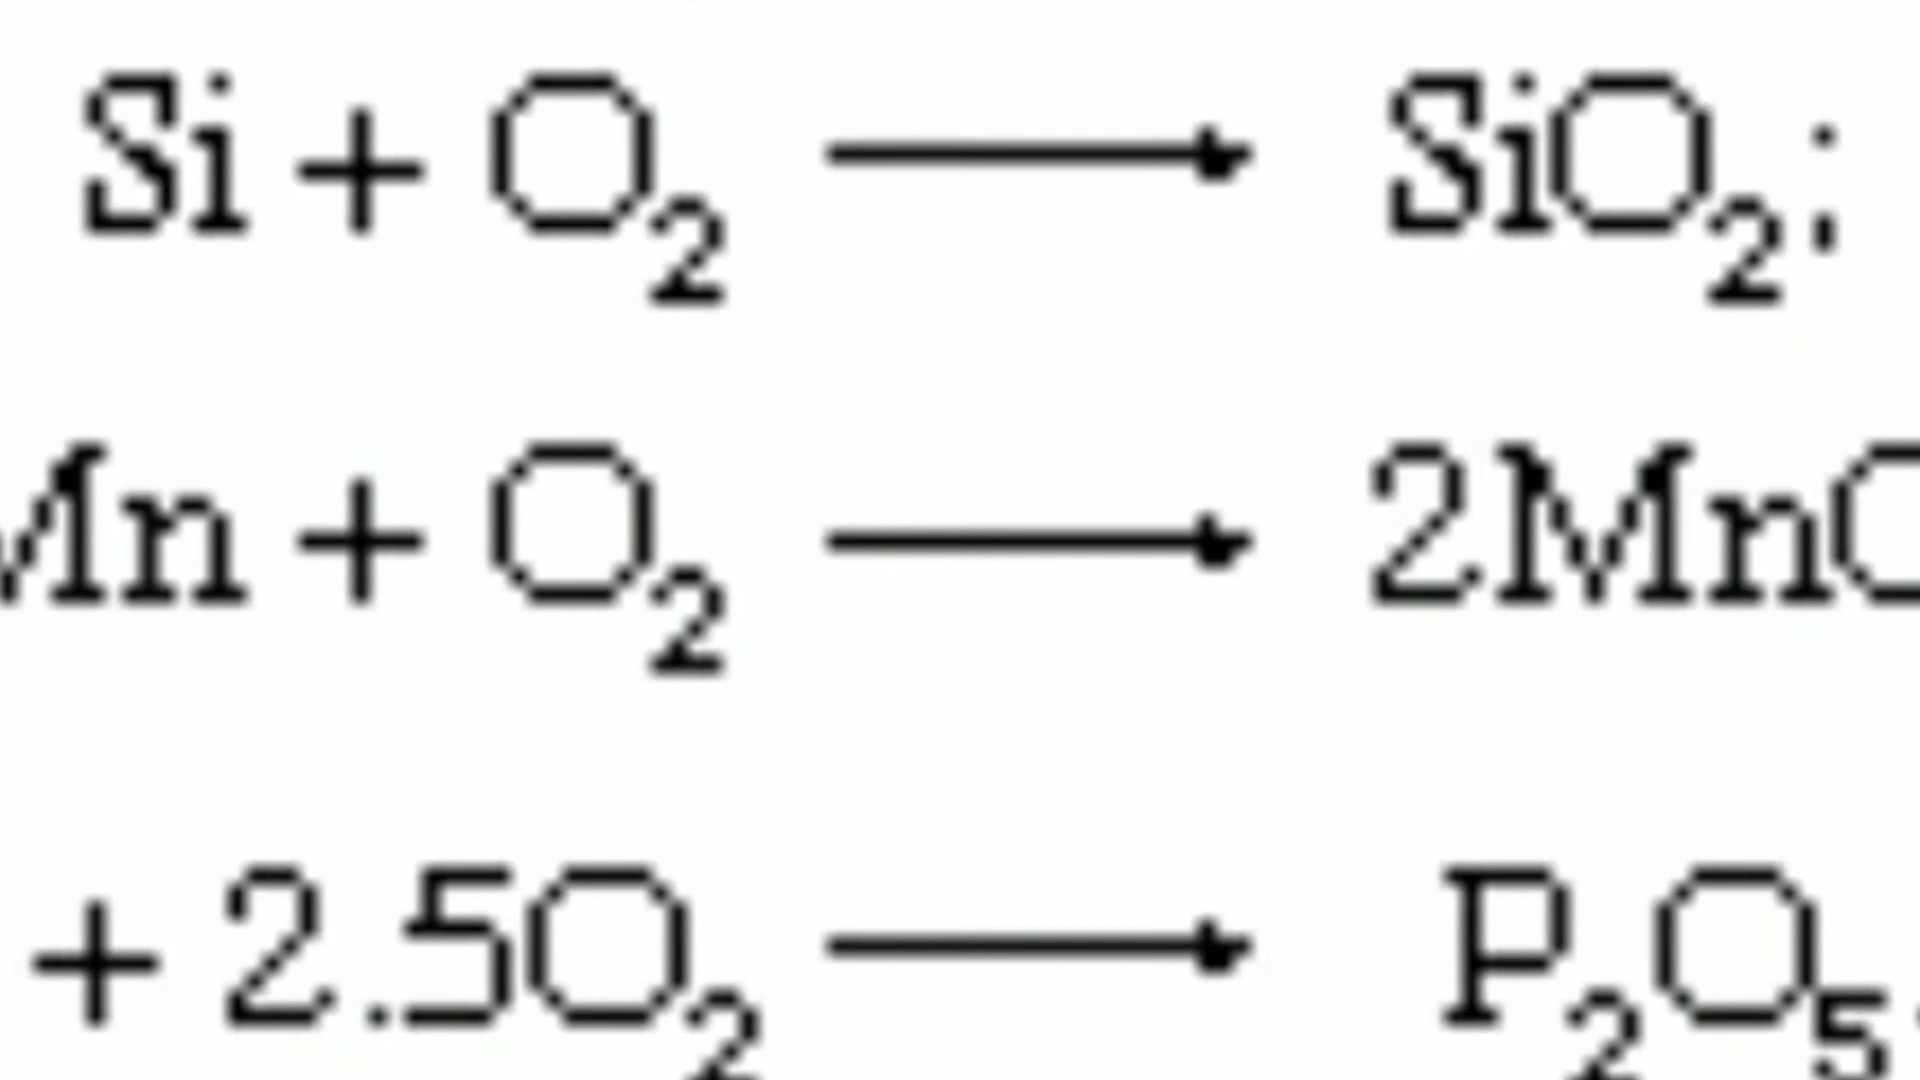 Si + O₂ ⟶ SiO₂;
Mn + O₂ ⟶ 2MnO
+ 2.5O₂ ⟶ P₂O₅